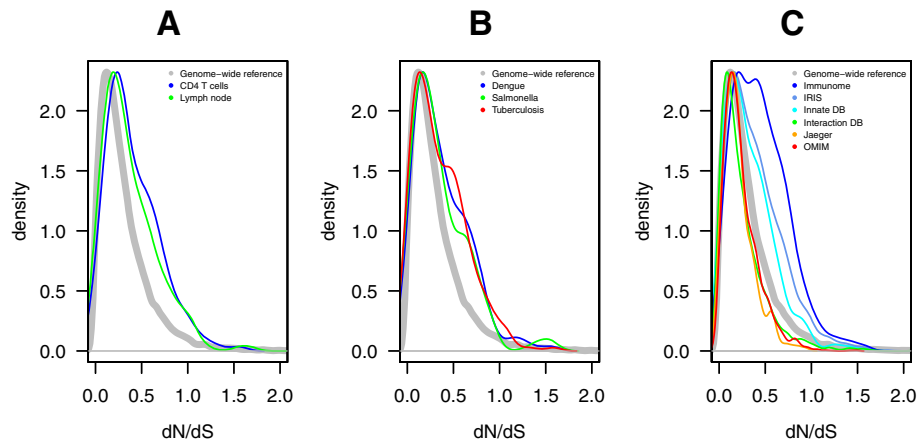 A
density
2.0
1.5
1.0
0.5
0.0
Genome-wide reference
CD4 T cells
Lymph node
0.0 0.5 1.0 1.5 2.0
dN/dS
B
density
2.0
1.5
1.0
0.5
0.0
Genome-wide reference
Dengue
Salmonella
Tuberculosis
0.0 0.5 1.0 1.5 2.0
dN/dS
C
density
2.0
1.5
1.0
0.5
0.0
Genome-wide reference
Immunome
IRIS
Innate DB
Interaction DB
Jaeger
OMIM
0.0 0.5 1.0 1.5 2.0
dN/dS